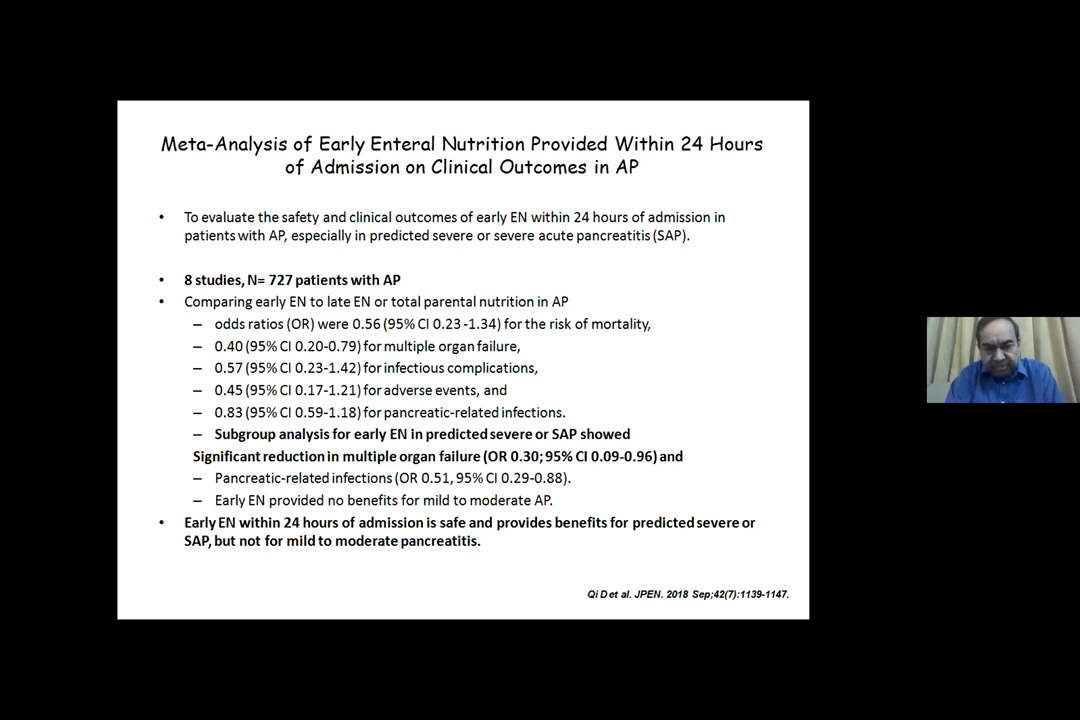 Meta-Analysis of Early Enteral Nutrition Provided Within 24 Hours
of Admission on Clinical Outcomes in AP
• To evaluate the safety and clinical outcomes of early EN within 24 hours of admission in
patients with AP, especially in predicted severe or severe acute pancreatitis (SAP).
• 8 studies, N= 727 patients with AP
• Comparing early EN to late EN or total parental nutrition in AP
– odds ratios (OR) were 0.56 (95% CI 0.23 -1.34) for the risk of mortality,
– 0.40 (95% CI 0.20-0.79) for multiple organ failure,
– 0.57 (95% CI 0.23-1.42) for infectious complications,
– 0.45 (95% CI 0.17-1.21) for adverse events, and
– 0.83 (95% CI 0.59-1.18) for pancreatic-related infections.
– Subgroup analysis for early EN in predicted severe or SAP showed
Significant reduction in multiple organ failure (OR 0.30; 95% CI 0.09-0.96) and
– Pancreatic-related infections (OR 0.51, 95% CI 0.29-0.88).
– Early EN provided no benefits for mild to moderate AP.
• Early EN within 24 hours of admission is safe and provides benefits for predicted severe or
SAP, but not for mild to moderate pancreatitis.
Qi D et al. JPEN. 2018 Sep;42(7):1139-1147.